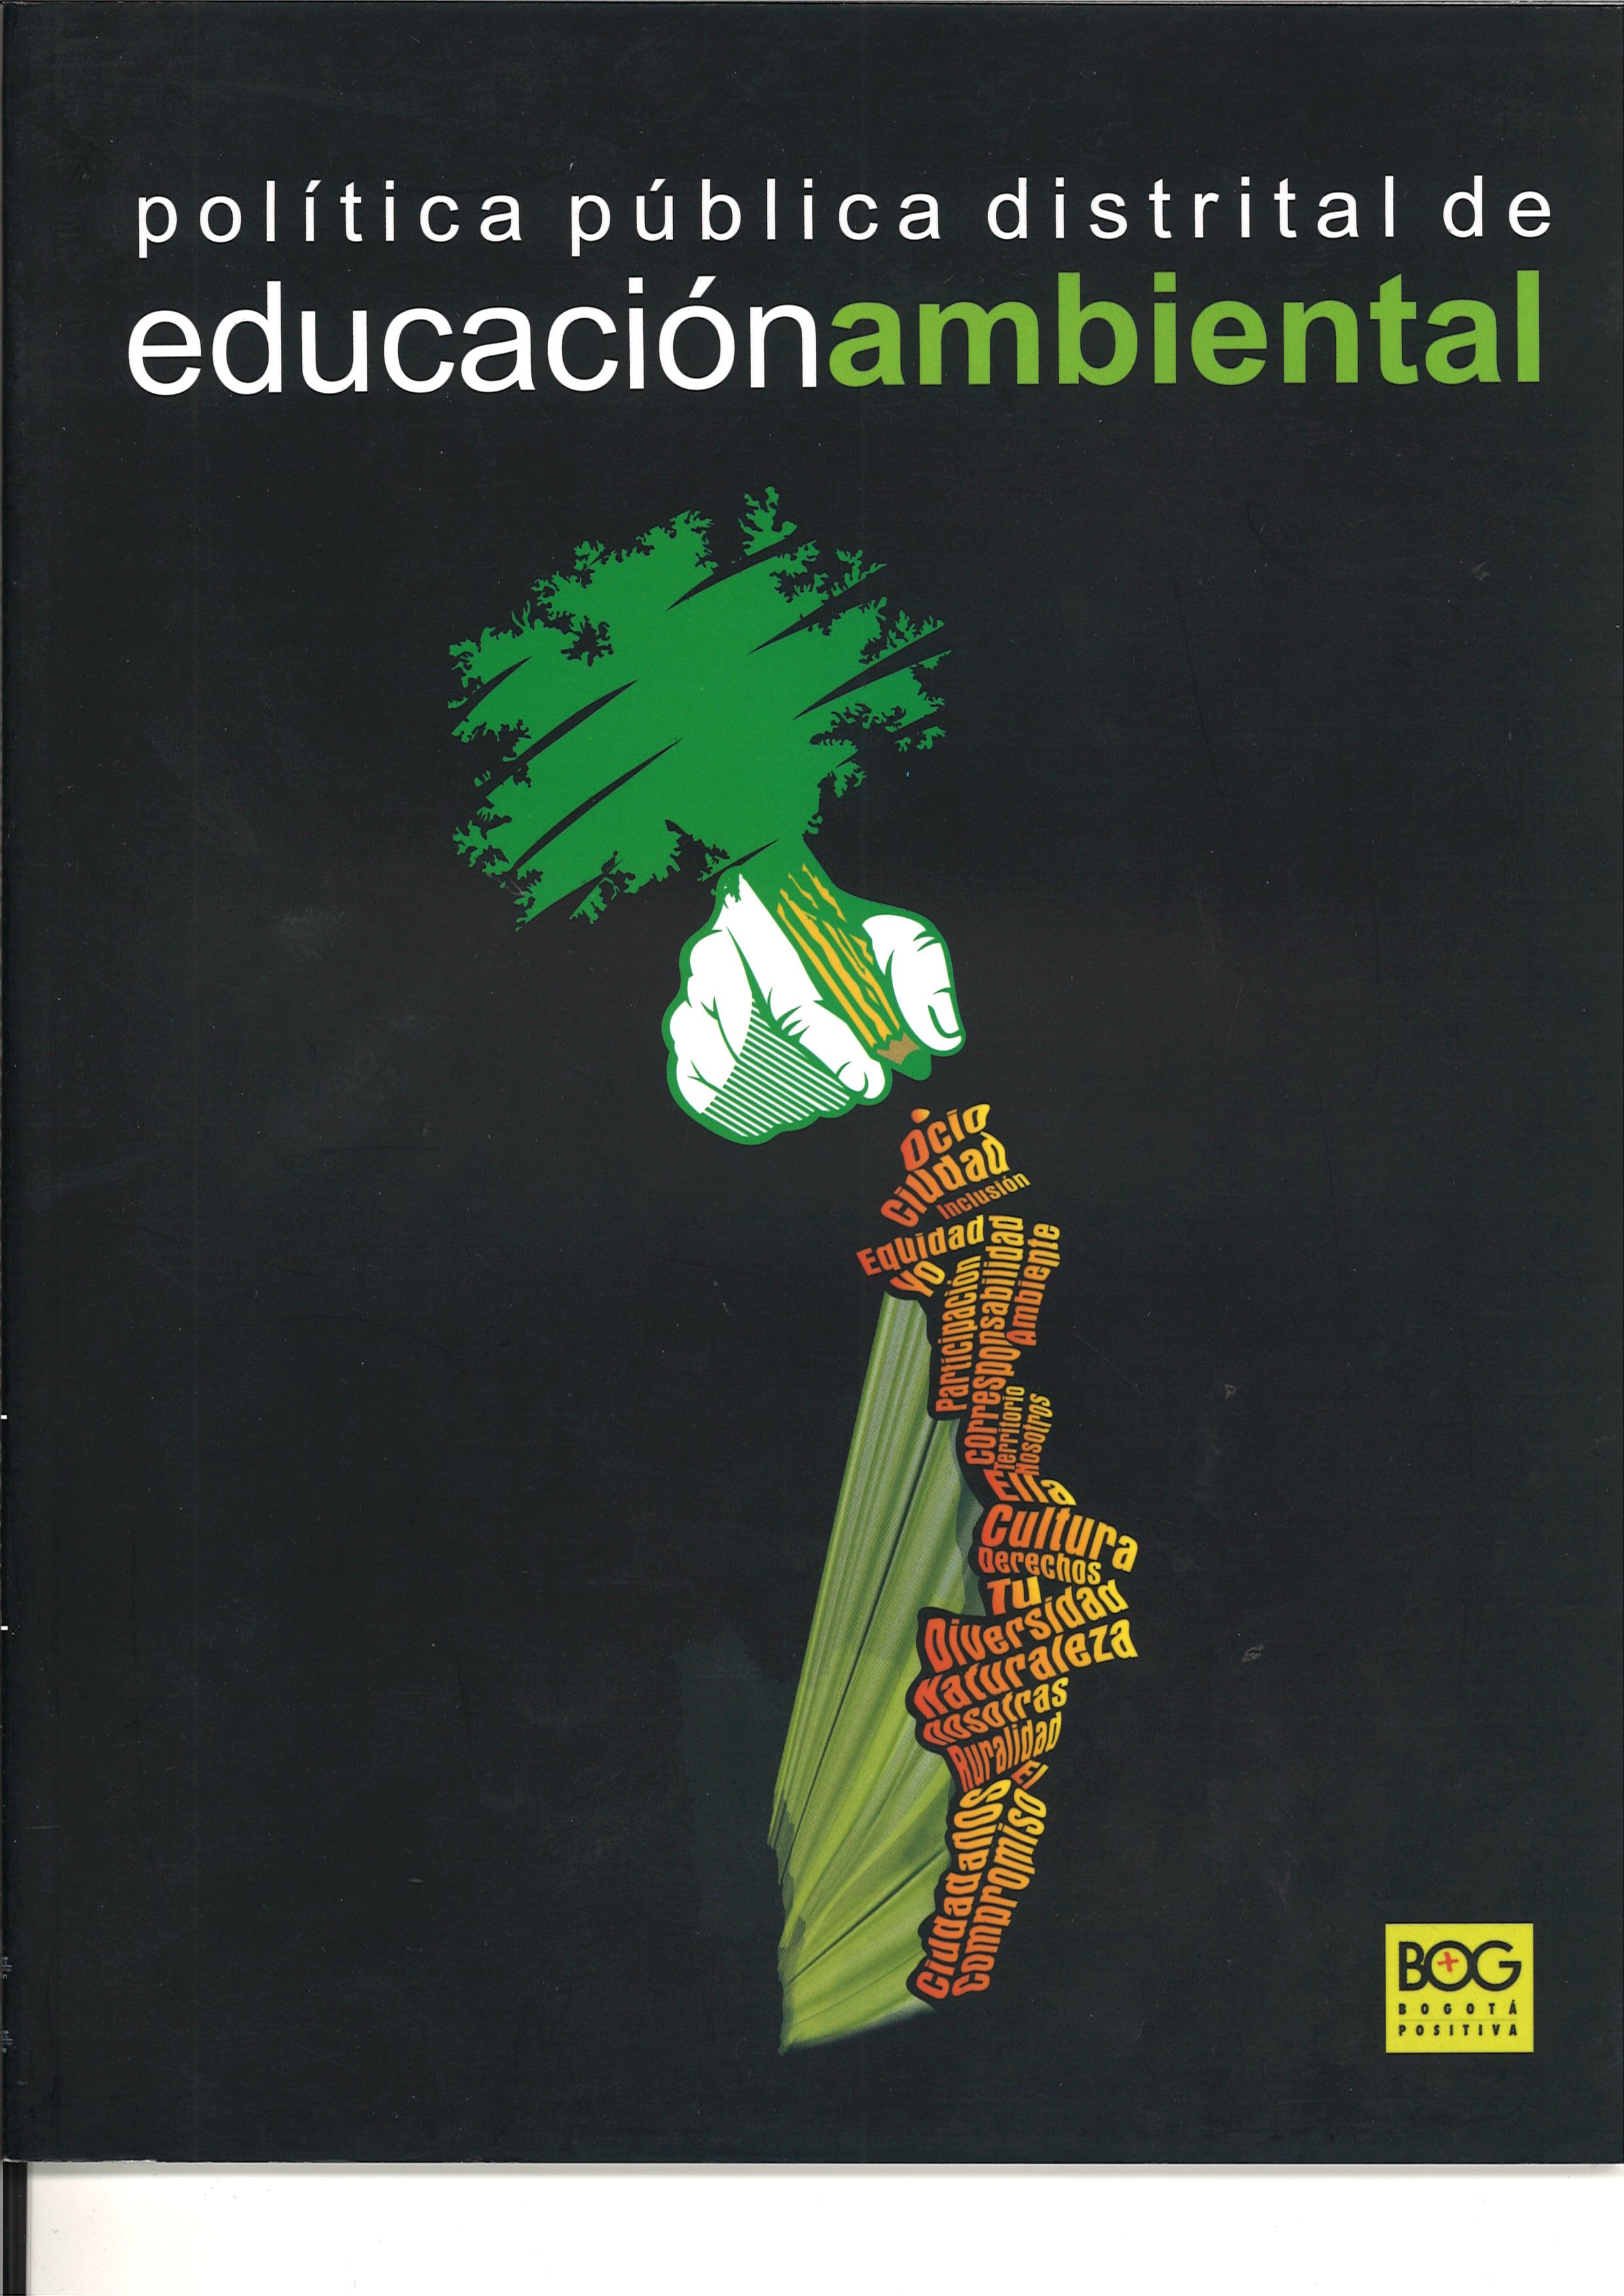 política pública distrital de
educaciónambiental
Ocio
Ciudad
Inclusión
Equidad
Yo
Participación
Corresponsabilidad
Ambiente
Territorio
Nosotros
Ella
Cultura
Derechos
Tu
Diversidad
Naturaleza
nosotras
Ruralidad
El
Ciudadanos
Compromiso
BOG
BOGOTÁ
POSITIVA